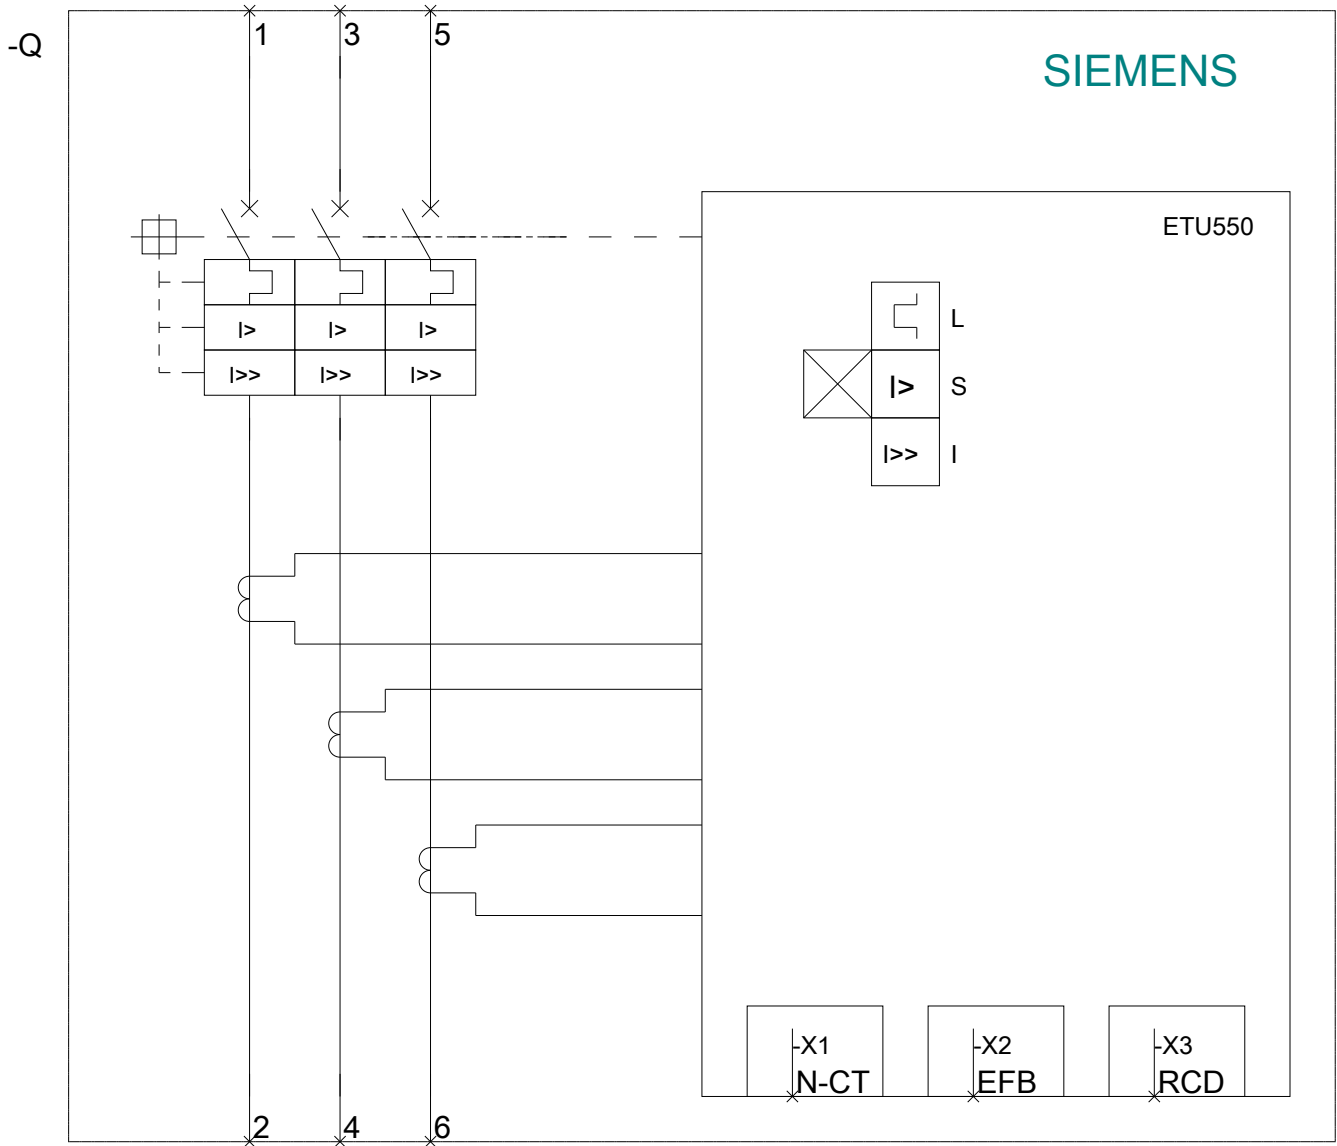 1 3 5
-Q
SIEMENS
ETU550
L
I> I> I>
I>> I>> I>>
I> S
I>> I
-X1 -X2 -X3
N-CT EFB RCD
2 4 6